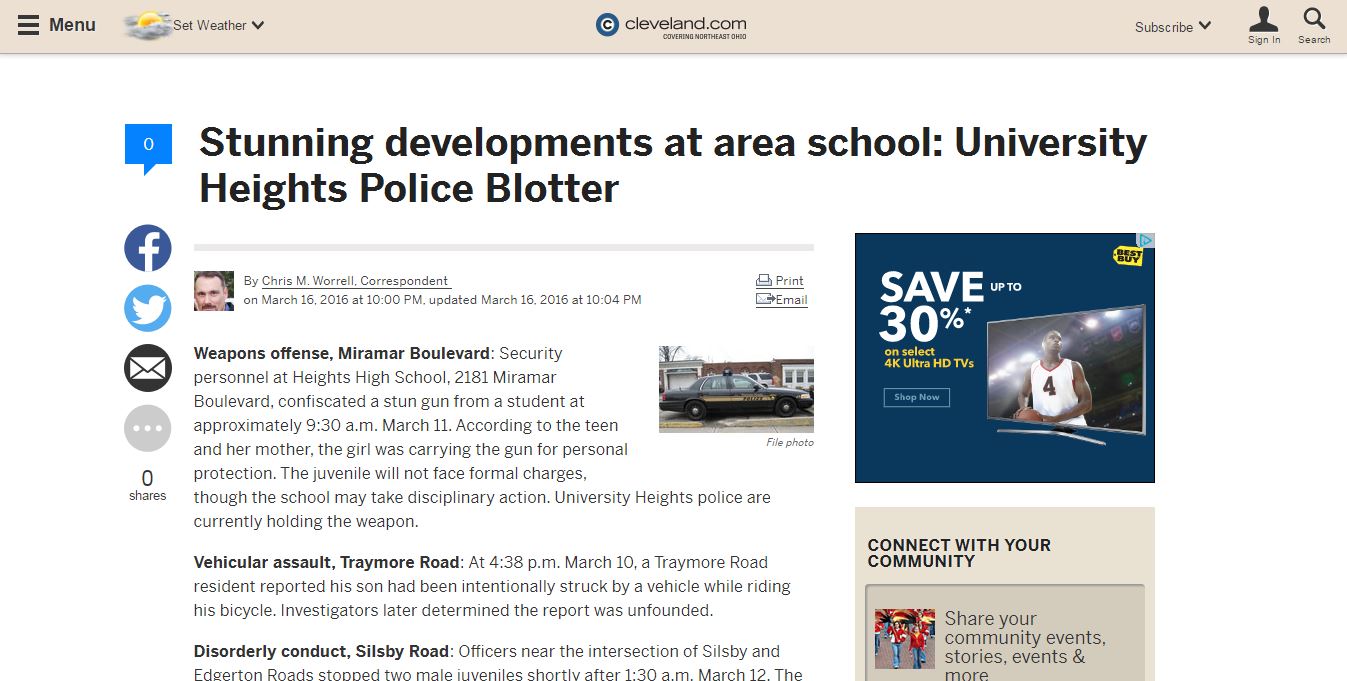 Menu
Set Weather
cleveland.com
COVERING NORTHEAST OHIO
Subscribe
Sign In
Search
0
Stunning developments at area school: University
Heights Police Blotter
By Chris M. Worrell, Correspondent
on March 16, 2016 at 10:00 PM, updated March 16, 2016 at 10:04 PM
Print
Email
Weapons offense, Miramar Boulevard: Security
personnel at Heights High School, 2181 Miramar
Boulevard, confiscated a stun gun from a student at
approximately 9:30 a.m. March 11. According to the teen
and her mother, the girl was carrying the gun for personal
protection. The juvenile will not face formal charges,
though the school may take disciplinary action. University Heights police are
currently holding the weapon.
POLICE
File photo
0
shares
Vehicular assault, Traymore Road: At 4:38 p.m. March 10, a Traymore Road
resident reported his son had been intentionally struck by a vehicle while riding
his bicycle. Investigators later determined the report was unfounded.
Disorderly conduct, Silsby Road: Officers near the intersection of Silsby and
Edgerton Roads stopped two male juveniles shortly after 1:30 a.m. March 12. The
BEST
BUY
SAVE UP TO
30%*
on select
4K Ultra HD TVs
Shop Now
4
CONNECT WITH YOUR
COMMUNITY
Share your
community events,
stories, events &
more